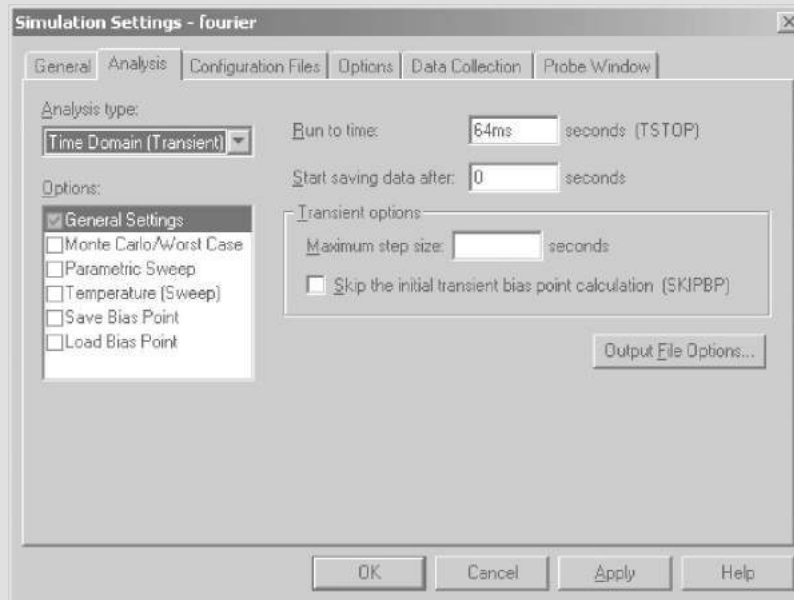 Simulation Settings - fourier
General Analysis Configuration Files Options Data Collection Probe Window
Analysis type:
Time Domain (Transient)
Options:
General Settings
Monte Carlo/Worst Case
Parametric Sweep
Temperature (Sweep)
Save Bias Point
Load Bias Point
Run to time: 64ms seconds (TSTOP)
Start saving data after: 0 seconds
Transient options
Maximum step size: seconds
Skip the initial transient bias point calculation (SKIPBP)
Output File Options...
OK Cancel Apply Help